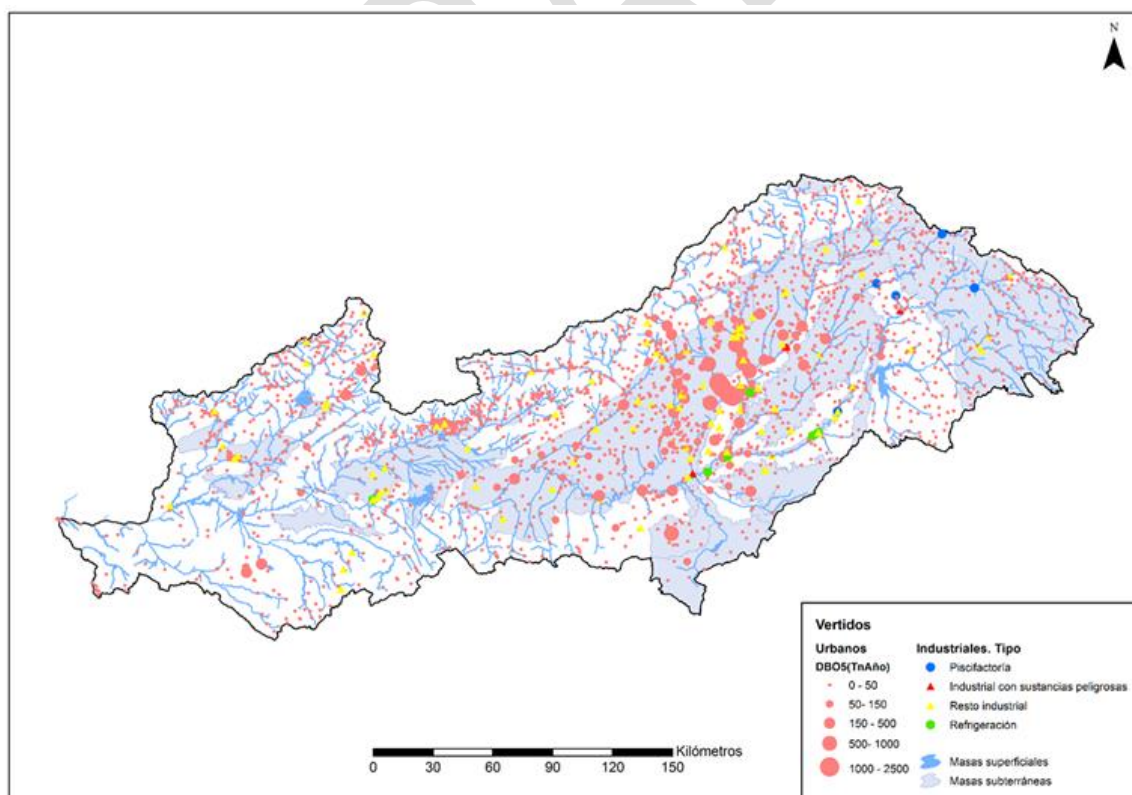 N
Kilómetros
0 30 60 90 120 150
Vertidos
Urbanos
DBO5(TnAño)
0 - 50
50- 150
150 - 500
500- 1000
1000 - 2500
Industriales. Tipo
Piscifactoría
Industrial con sustancias peligrosas
Resto industrial
Refrigeración
Masas superficiales
Masas subterráneas